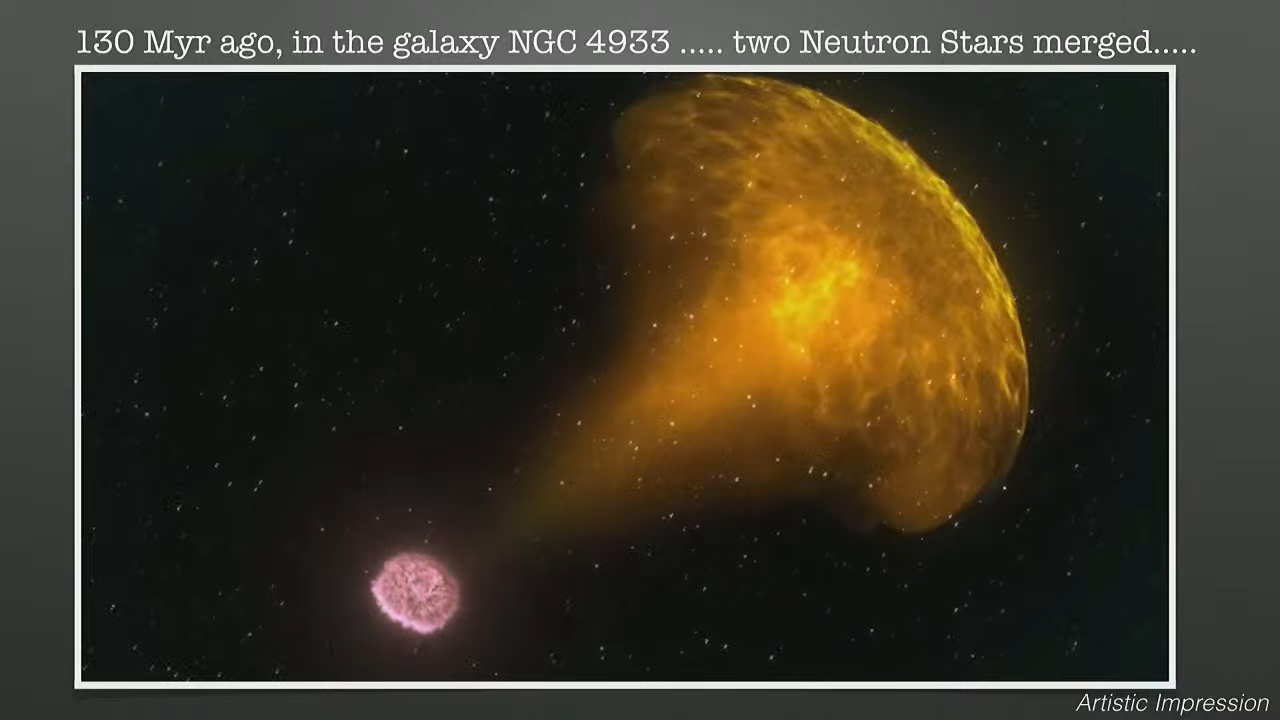 130 Myr ago, in the galaxy NGC 4933 ..... two Neutron Stars merged.....
Artistic Impression